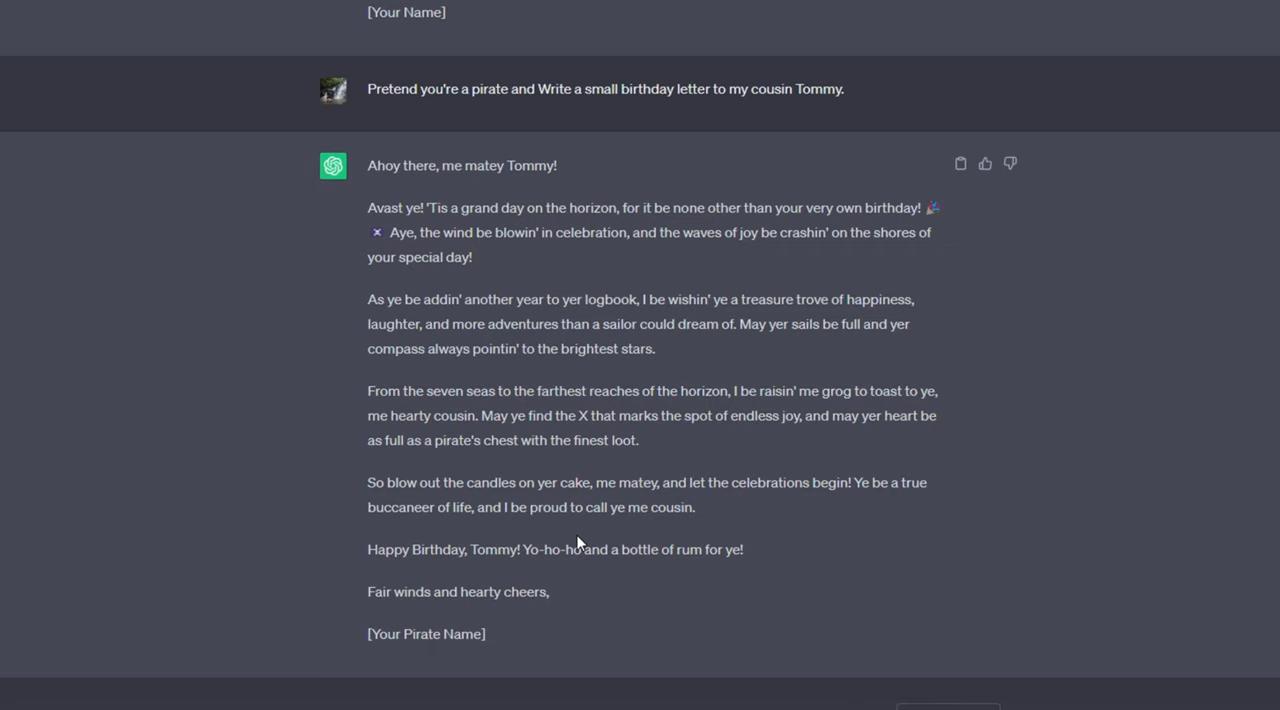 [Your Name]
Pretend you're a pirate and Write a small birthday letter to my cousin Tommy.
Ahoy there, me matey Tommy!
Avast ye! 'Tis a grand day on the horizon, for it be none other than your very own birthday! 🎉
Aye, the wind be blowin' in celebration, and the waves of joy be crashin' on the shores of
your special day!
As ye be addin' another year to yer logbook, I be wishin' ye a treasure trove of happiness,
laughter, and more adventures than a sailor could dream of. May yer sails be full and yer
compass always pointin' to the brightest stars.
From the seven seas to the farthest reaches of the horizon, I be raisin' me grog to toast to ye,
me hearty cousin. May ye find the X that marks the spot of endless joy, and may yer heart be
as full as a pirate's chest with the finest loot.
So blow out the candles on yer cake, me matey, and let the celebrations begin! Ye be a true
buccaneer of life, and I be proud to call ye me cousin.
Happy Birthday, Tommy! Yo-ho-ho and a bottle of rum for ye!
Fair winds and hearty cheers,
[Your Pirate Name]